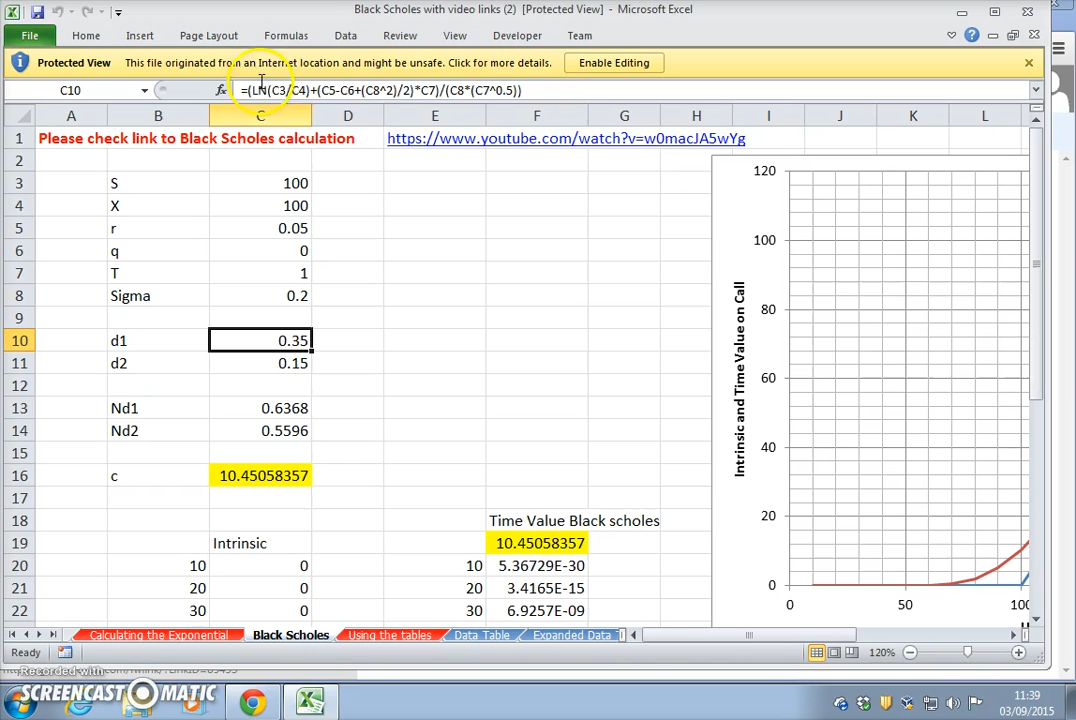 Black Scholes with video links (2) [Protected View] - Microsoft Excel
File Home Insert Page Layout Formulas Data Review View Developer Team
Protected View This file originated from an Internet location and might be unsafe. Click for more details. Enable Editing
C10 fx =(LN(C3/C4)+(C5-C6+(C8^2)/2)*C7)/(C8*(C7^0.5))
A B C D E F G H I J K L
1 Please check link to Black Scholes calculation https://www.youtube.com/watch?v=w0macJA5wYg
2
3 S 100
4 X 100
5 r 0.05
6 q 0
7 T 1
8 Sigma 0.2
9
10 d1 0.35
11 d2 0.15
12
13 Nd1 0.6368
14 Nd2 0.5596
15
16 c 10.45058357
17
18 Time Value Black scholes
19 Intrinsic 10.45058357
20 10 0 10 5.36729E-30
21 20 0 20 3.4165E-15
22 30 0 30 6.9257E-09
Intrinsic and Time Value on Call
120
100
80
60
40
20
0
0 50 100
Calculating the Exponential Black Scholes Using the tables Data Table Expanded Data T
Ready 120%
Recorded with
SCREENCAST MATIC
11:39
03/09/2015